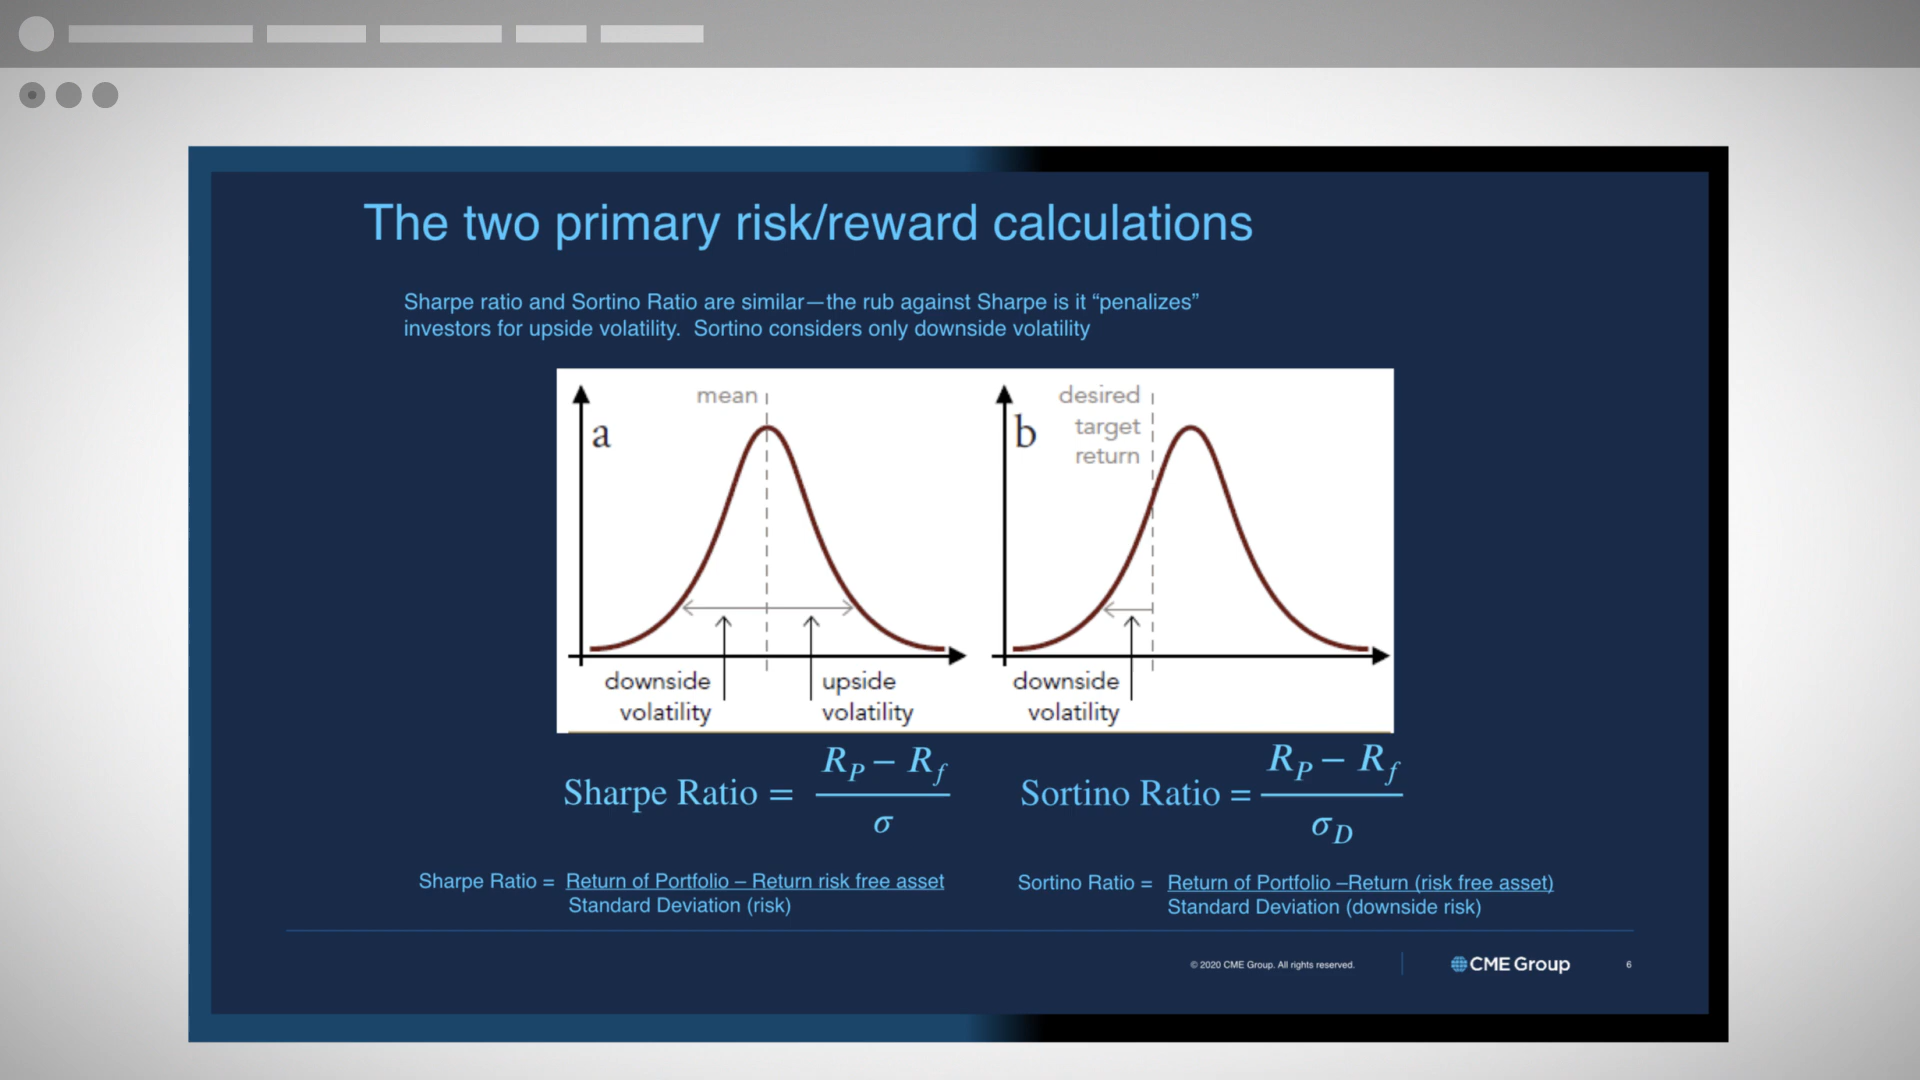 The two primary risk/reward calculations
Sharpe ratio and Sortino Ratio are similar—the rub against Sharpe is it “penalizes”
investors for upside volatility.  Sortino considers only downside volatility
mean
a
downside
volatility
upside
volatility
desired
target
return
b
downside
volatility
Sharpe Ratio = R_P − R_f / σ
Sortino Ratio = R_P − R_f / σ_D
Sharpe Ratio = Return of Portfolio – Return risk free asset
Standard Deviation (risk)
Sortino Ratio = Return of Portfolio –Return (risk free asset)
Standard Deviation (downside risk)
© 2020 CME Group. All rights reserved.
CME Group
6